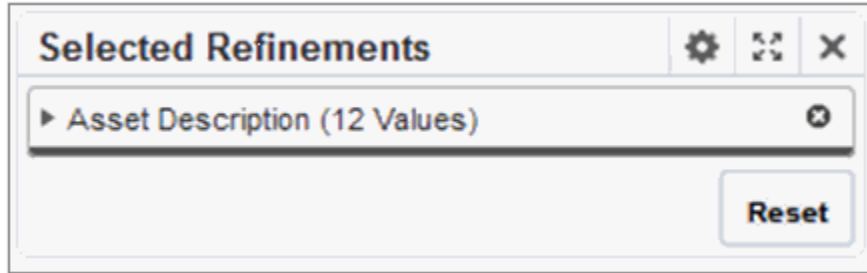 Selected Refinements
Asset Description (12 Values)
Reset